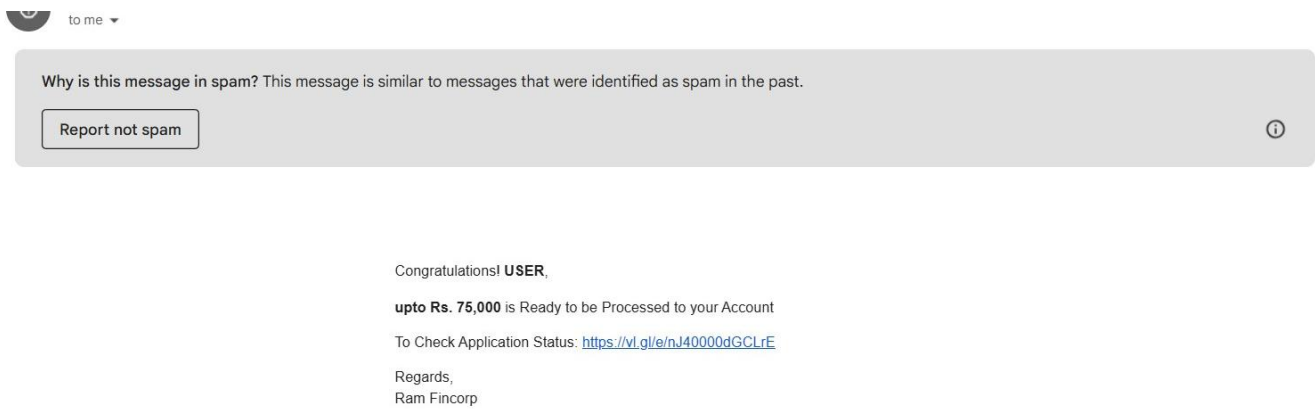 to me
Why is this message in spam? This message is similar to messages that were identified as spam in the past.
Report not spam
Congratulations! USER,
upto Rs. 75,000 is Ready to be Processed to your Account
To Check Application Status: https://vl.gl/e/nJ40000dGCLrE
Regards,
Ram Fincorp